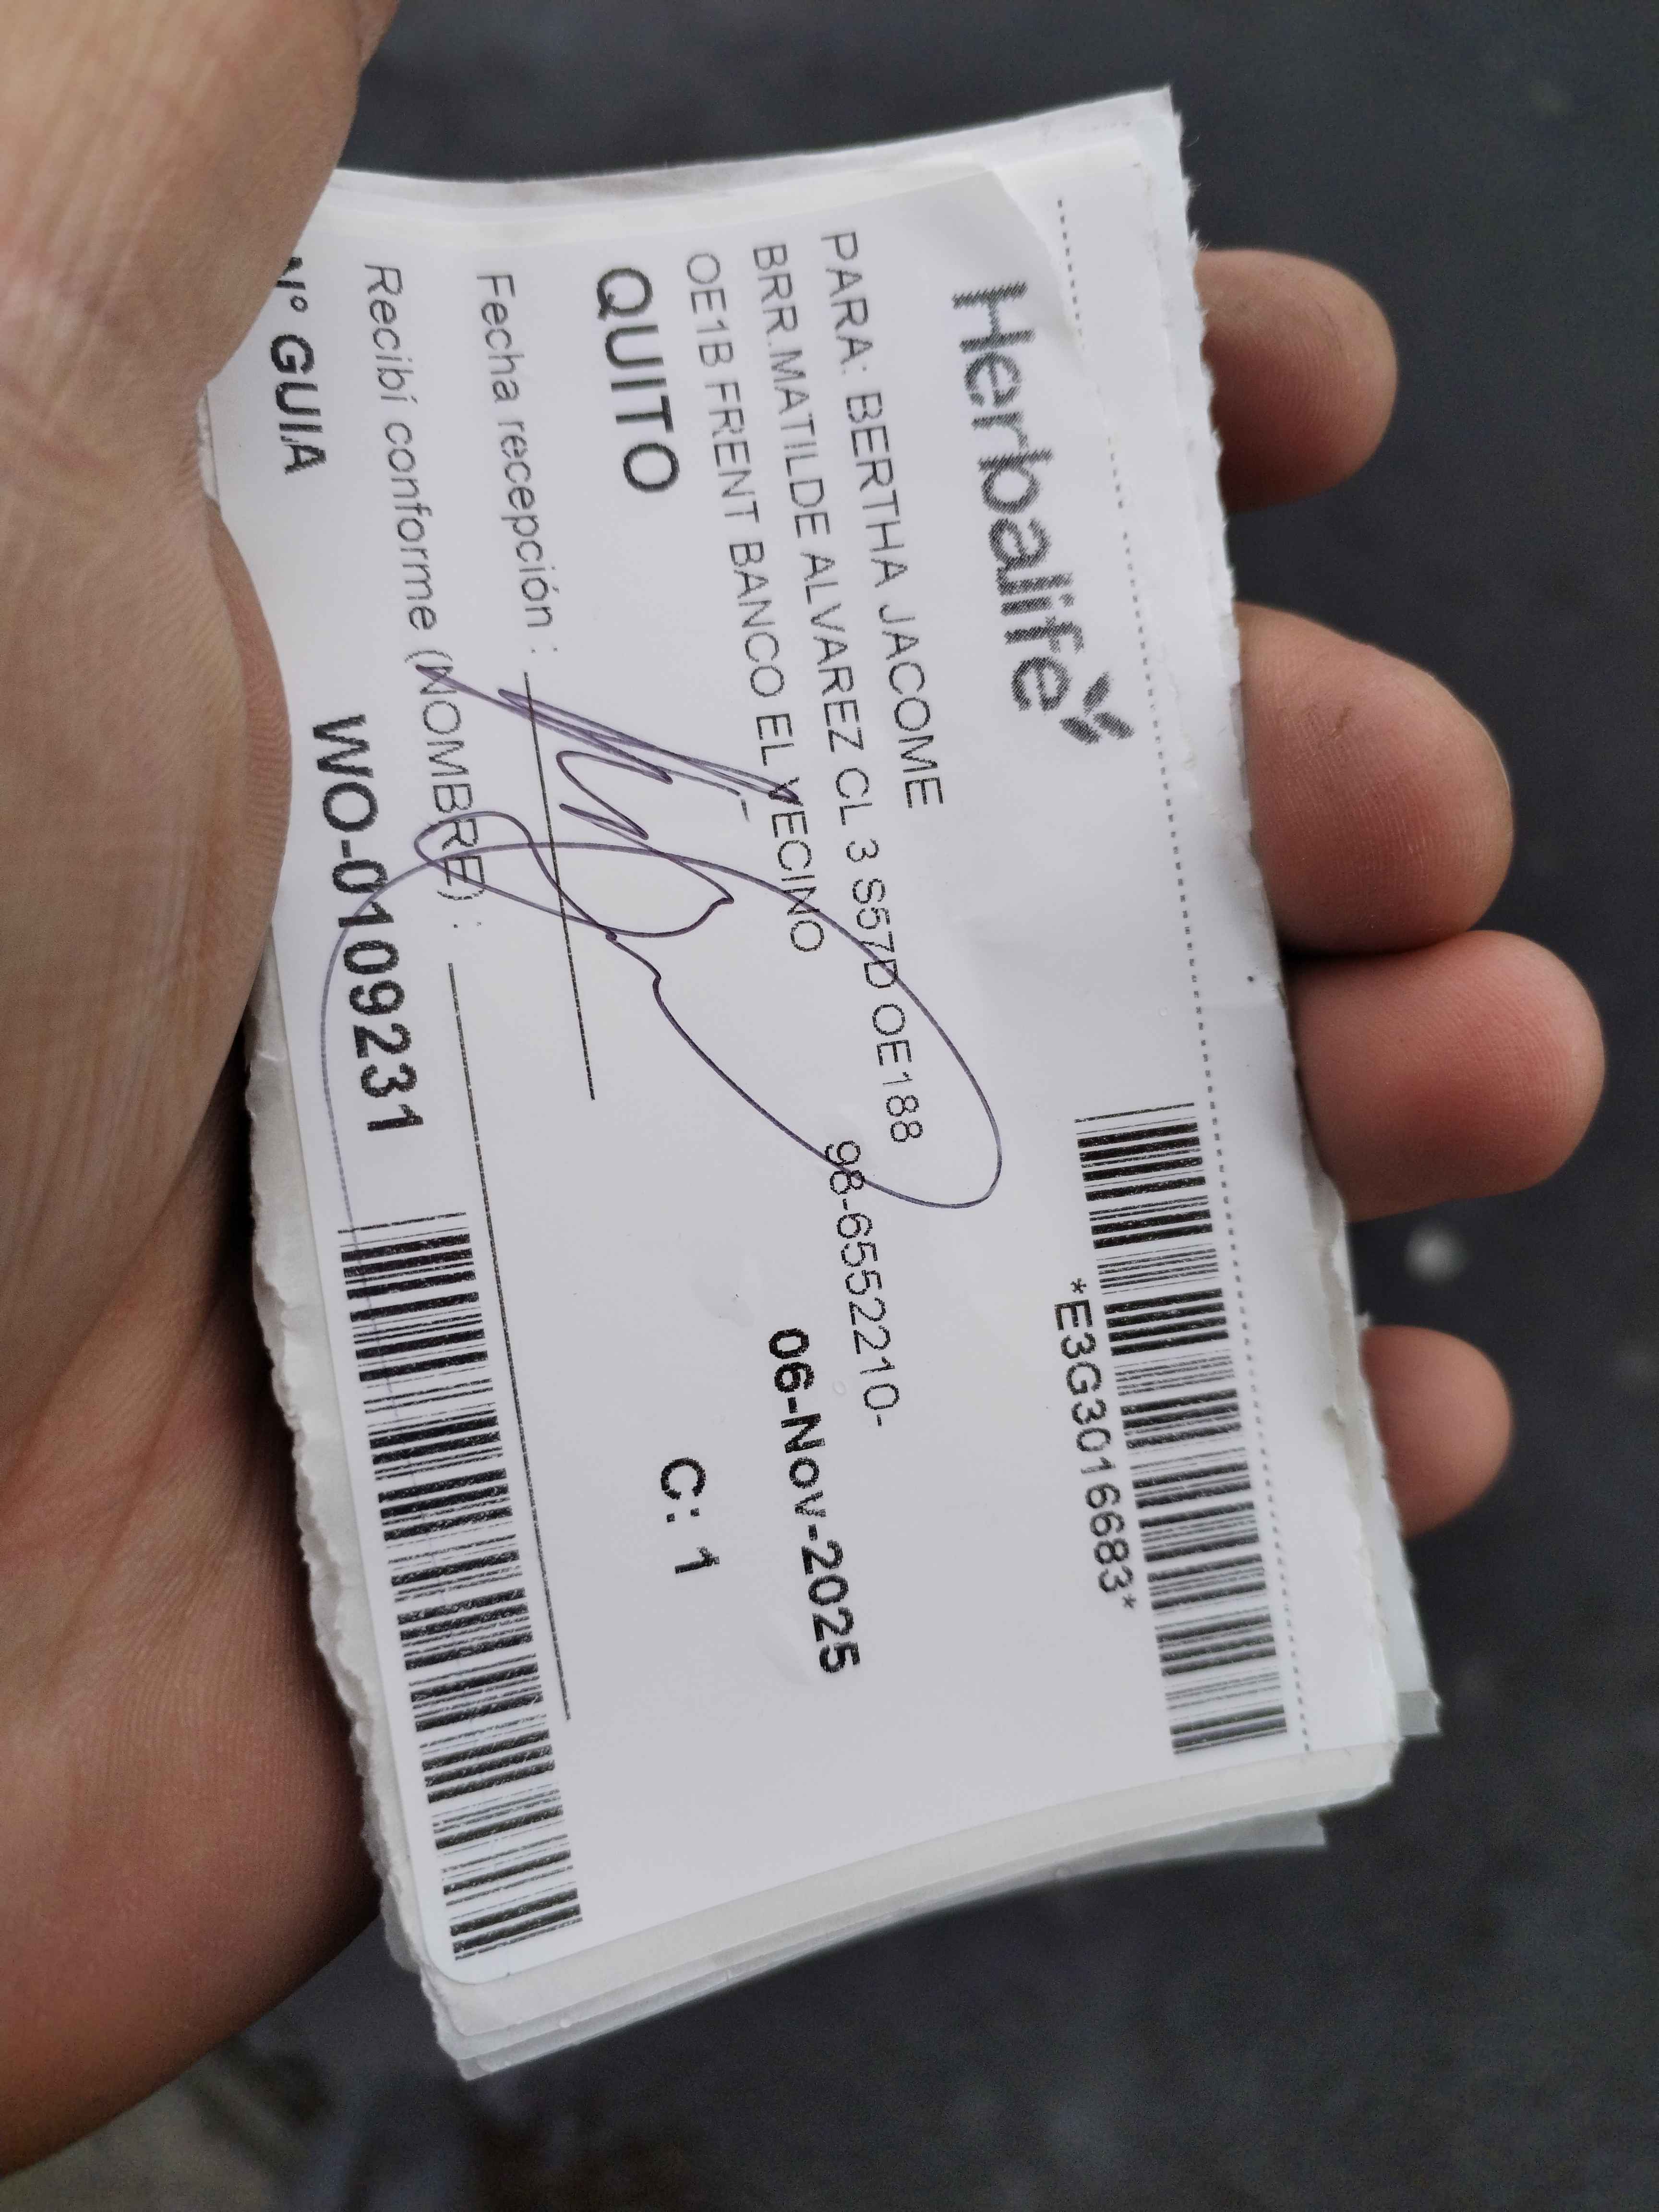 Herbalife
*E3G3016683*
PARA: BERTHA JACOME
BRR.MATILDE ALVAREZ CL 3 S57D OE188
98-6552210-
OE1B FRENT BANCO EL VECINO
06-Nov-2025
QUITO
C: 1
Fecha recepción :
Recibí conforme (NOMBRE) :
N° GUIA
WO-0109231